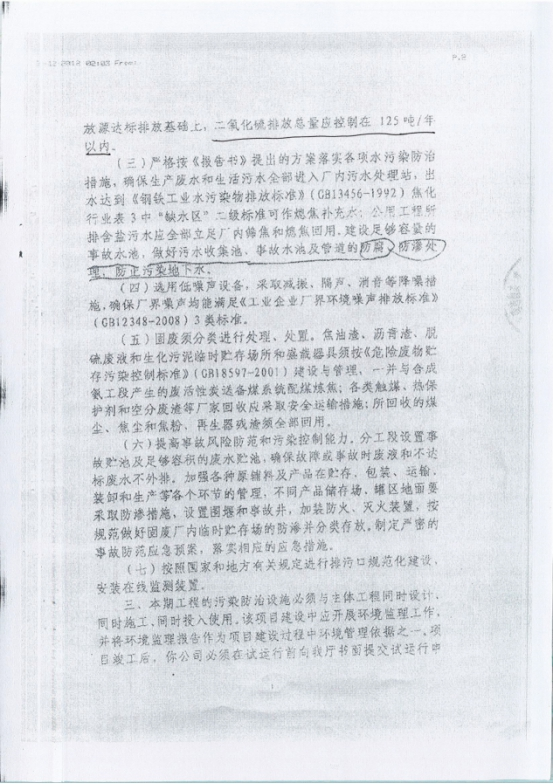 2018 02:03 From:
P.8
放源达标排放基础上，二氧化硫排放总量应控制在 125 吨/年
以内。
（三）严格按《报告书》提出的方案落实各项水污染防治
措施，确保生产废水和生活污水全部进入厂内污水处理站，出
水达到《钢铁工业水污染物排放标准》（GB13456-1992）焦化
行业表 3 中“缺水区”二级标准可作熄焦补充水；公用工程所
排含盐污水应全部立足厂内筛焦和熄焦回用。建设足够容量的
事故水池，做好污水收集池、事故水池及管道的防腐、防渗处
理，防止污染地下水。
（四）选用低噪声设备，采取减振、隔声、消音等降噪措
施，确保厂界噪声均能满足《工业企业厂界环境噪声排放标准》
（GB12348-2008）3 类标准。
（五）固废须分类进行处理、处置。焦油渣、沥青渣、脱
硫废液和生化污泥临时贮存场所和盛装器具须按《危险废物贮
存污染控制标准》（GB18597-2001）建设与管理，一并与合成
氨工段产生的废活性炭送备煤系统配煤炼焦；各类触媒、热保
护剂和空分废渣等厂家回收应采取安全运输措施；所回收的煤
尘、焦尘和焦粉、再生器残渣须全部回用。
（六）提高事故风险防范和污染控制能力。分工段设置事
故贮池及足够容积的废水贮池，确保故障或事故时废液和不达
标废水不外排。加强各种原辅料及产品在贮存、包装、运输、
装卸和生产等各个环节的管理，不同产品储存场、罐区地面要
采取防渗措施、设置围堰和事故井，加装防火、灭火装置，按
规范做好固废厂内临时贮存场的防渗并分类存放。制定严密的
事故防范应急预案，落实相应的应急措施。
（七）按照国家和地方有关规定进行排污口规范化建设，
安装在线监测装置。
三、本期工程的污染防治设施必须与主体工程同时设计、
同时施工、同时投入使用。该项目建设中应开展环境监理工作，
并将环境监理报告作为项目建设过程中环境管理依据之一。项
目竣工后，你公司必须在试运行前向我厅书面提交试运行申